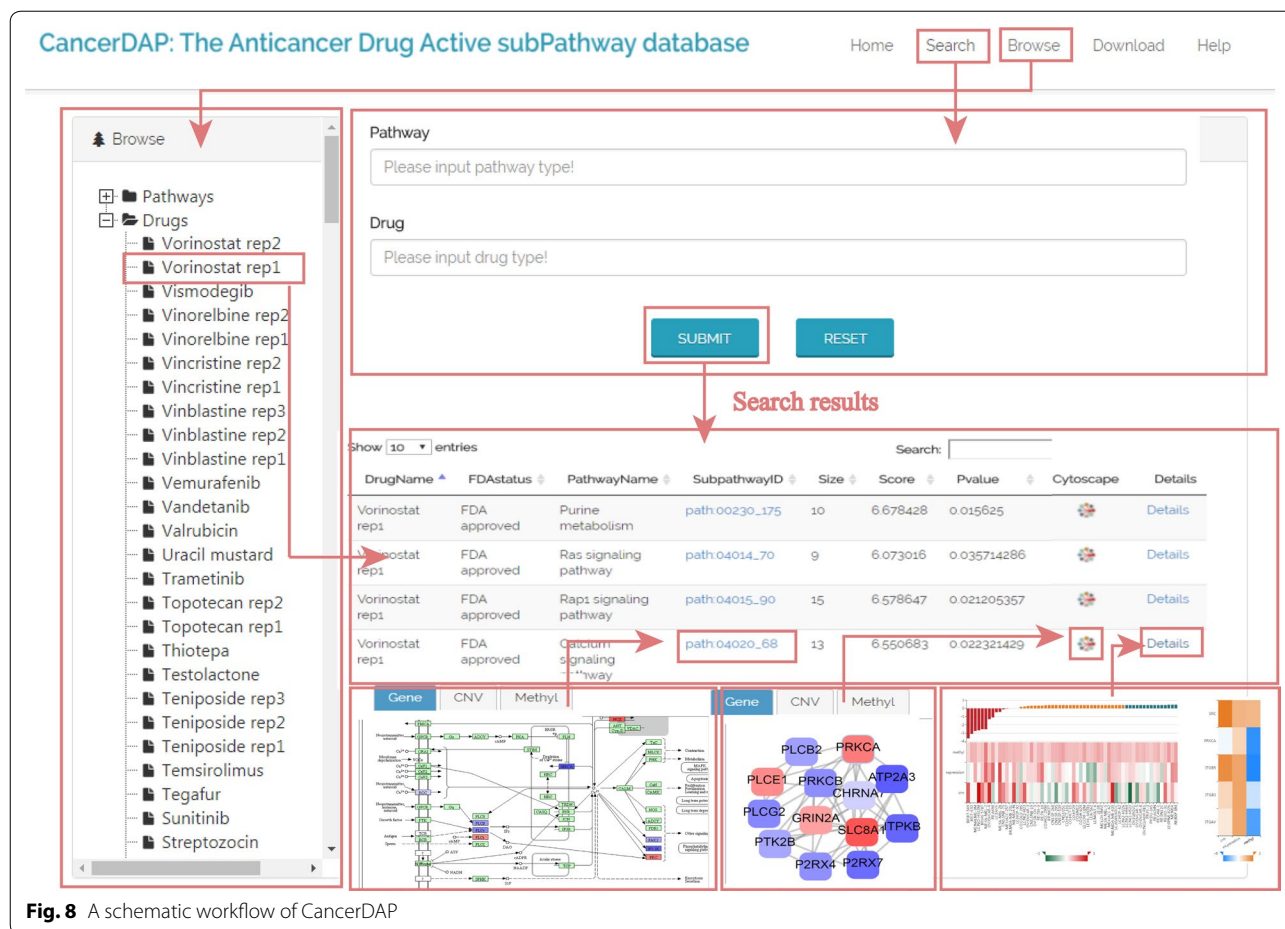 CancerDAP: The Anticancer Drug Active subPathway database
Home Search Browse Download Help
Browse
Pathways
Drugs
Vorinostat rep2
Vorinostat rep1
Vismodegib
Vinorelbine rep2
Vinorelbine rep1
Vincristine rep2
Vincristine rep1
Vinblastine rep3
Vinblastine rep2
Vinblastine rep1
Vemurafenib
Vandetanib
Valrubicin
Uracil mustard
Trametinib
Topotecan rep2
Topotecan rep1
Thiotepa
Testolactone
Teniposide rep3
Teniposide rep2
Teniposide rep1
Temsirolimus
Tegafur
Sunitinib
Streptozocin
Pathway
Please input pathway type!
Drug
Please input drug type!
SUBMIT RESET
Search results
Show 10 entries Search:
DrugName FDAstatus PathwayName SubpathwayID Size Score Pvalue Cytoscape Details
Vorinostat FDA Purine path:00230_175 10 6.678428 0.015625 Details
rep1 approved metabolism
Vorinostat FDA Ras signaling path:04014_70 9 6.073016 0.035714286 Details
rep1 approved pathway
Vorinostat FDA Rap1 signaling path:04015_90 15 6.578647 0.021205357 Details
rep1 approved pathway
Vorinostat FDA Calcium path:04020_68 13 6.550683 0.022321429 Details
rep1 approved signaling
pathway
Gene CNV Methyl
Gene CNV Methyl
PLCB2 PRKCA
PLCE1 PRKCB ATP2A3
CHRNA7
PLCG2 GRIN2A
SLC8A1 ITPKB
PTK2B
P2RX4 P2RX7
Fig. 8 A schematic workflow of CancerDAP